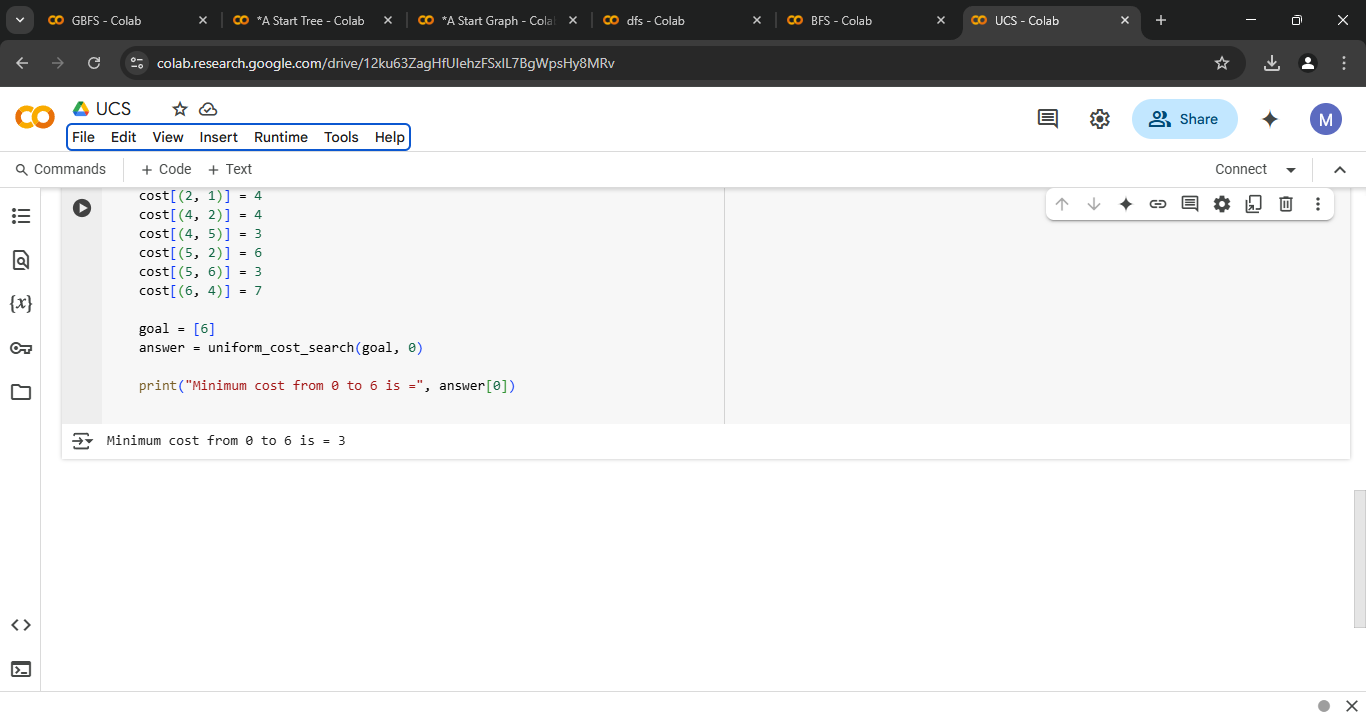 GBFS - Colab
*A Start Tree - Colab
*A Start Graph - Cola
dfs - Colab
BFS - Colab
UCS - Colab
colab.research.google.com/drive/12ku63ZagHfUlehzFSxlL7BgWpsHy8MRv
UCS
File Edit View Insert Runtime Tools Help
Share
M
Commands + Code + Text
Connect
cost[(2, 1)] = 4
cost[(4, 2)] = 4
cost[(4, 5)] = 3
cost[(5, 2)] = 6
cost[(5, 6)] = 3
cost[(6, 4)] = 7
goal = [6]
answer = uniform_cost_search(goal, 0)
print("Minimum cost from 0 to 6 is =", answer[0])
Minimum cost from 0 to 6 is = 3